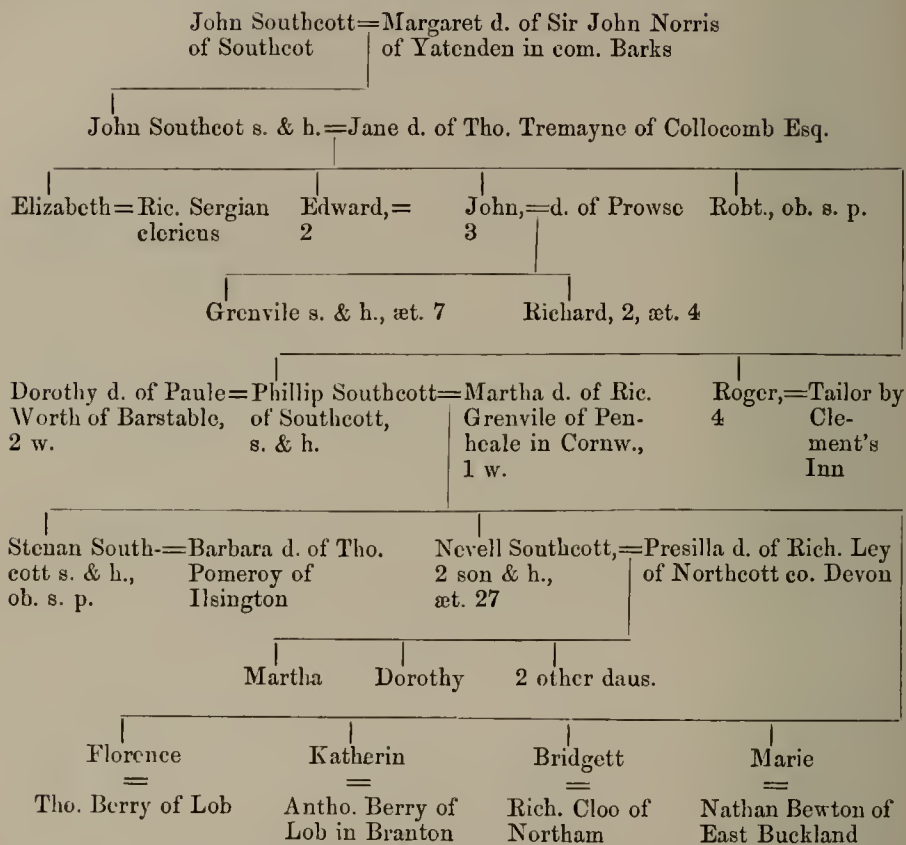 John Southcott=Margaret d. of Sir John Norris
of Southcot of Yatenden in com. Barks
John Southcot s. & h.=Jane d. of Tho. Tremayne of Collocomb Esq.
Elizabeth=Ric. Sergian Edward,= John,=d. of Prowse Robt., ob. s. p.
clericus 2 3
Grenvile s. & h., æt. 7 Richard, 2, æt. 4
Dorothy d. of Paule=Phillip Southcott=Martha d. of Ric. Roger,=Tailor by
Worth of Barstable, of Southcott, Grenvile of Pen- 4 Cle-
2 w. s. & h. heale in Cornw., ment's
1 w. Inn
Stenan South-=Barbara d. of Tho. Nevell Southcott,=Presilla d. of Rich. Ley
cott s. & h., Pomeroy of 2 son & h., of Northcott co. Devon
ob. s. p. Ilsington æt. 27
Martha Dorothy 2 other daus.
Florence Katherin Bridgett Marie
= = = =
Tho. Berry of Lob Antho. Berry of Rich. Cloo of Nathan Bewton of
Lob in Branton Northam East Buckland